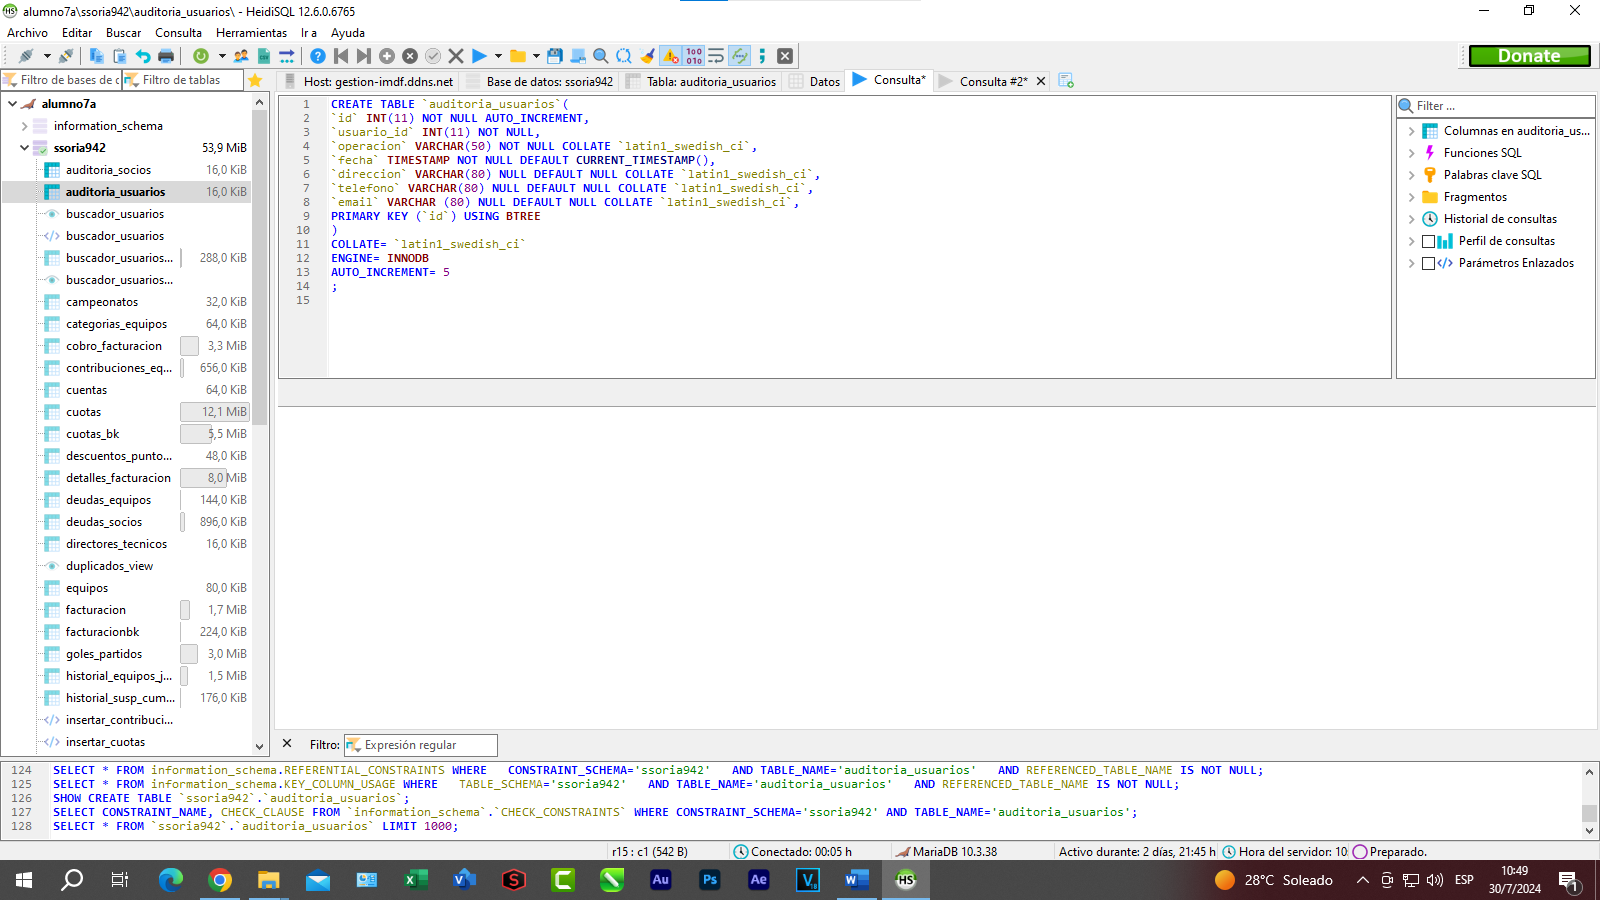 alumno7a\ssoria942\auditoria_usuarios\ - HeidiSQL 12.6.0.6765
Archivo Editar Buscar Consulta Herramientas Ir a Ayuda
Donate
Filtro de bases de c Filtro de tablas
Host: gestion-imdf.ddns.net Base de datos: ssoria942 Tabla: auditoria_usuarios Datos Consulta* Consulta #2*
alumno7a
information_schema
ssoria942 53,9 MiB
auditoria_socios 16,0 KiB
auditoria_usuarios 16,0 KiB
buscador_usuarios
buscador_usuarios
buscador_usuarios... 288,0 KiB
buscador_usuarios...
campeonatos 32,0 KiB
categorias_equipos 64,0 KiB
cobro_facturacion 3,3 MiB
contribuciones_eq... 656,0 KiB
cuentas 64,0 KiB
cuotas 12,1 MiB
cuotas_bk 5,5 MiB
descuentos_punto... 48,0 KiB
detalles_facturacion 8,0 MiB
deudas_equipos 144,0 KiB
deudas_socios 896,0 KiB
directores_tecnicos 16,0 KiB
duplicados_view
equipos 80,0 KiB
facturacion 1,7 MiB
facturacionbk 224,0 KiB
goles_partidos 3,0 MiB
historial_equipos_j... 1,5 MiB
historial_susp_cum... 176,0 KiB
insertar_contribuci...
insertar_cuotas
1 CREATE TABLE `auditoria_usuarios`(
2 `id` INT(11) NOT NULL AUTO_INCREMENT,
3 `usuario_id` INT(11) NOT NULL,
4 `operacion` VARCHAR(50) NOT NULL COLLATE `latin1_swedish_ci`,
5 `fecha` TIMESTAMP NOT NULL DEFAULT CURRENT_TIMESTAMP(),
6 `direccion` VARCHAR(80) NULL DEFAULT NULL COLLATE `latin1_swedish_ci`,
7 `telefono` VARCHAR(80) NULL DEFAULT NULL COLLATE `latin1_swedish_ci`,
8 `email` VARCHAR (80) NULL DEFAULT NULL COLLATE `latin1_swedish_ci`,
9 PRIMARY KEY (`id`) USING BTREE
10 )
11 COLLATE= `latin1_swedish_ci`
12 ENGINE= INNODB
13 AUTO_INCREMENT= 5
14 ;
15
Filter ...
Columnas en auditoria_us...
Funciones SQL
Palabras clave SQL
Fragmentos
Historial de consultas
Perfil de consultas
Parámetros Enlazados
Filtro: Expresión regular
124 SELECT * FROM information_schema.REFERENTIAL_CONSTRAINTS WHERE CONSTRAINT_SCHEMA='ssoria942' AND TABLE_NAME='auditoria_usuarios' AND REFERENCED_TABLE_NAME IS NOT NULL;
125 SELECT * FROM information_schema.KEY_COLUMN_USAGE WHERE TABLE_SCHEMA='ssoria942' AND TABLE_NAME='auditoria_usuarios' AND REFERENCED_TABLE_NAME IS NOT NULL;
126 SHOW CREATE TABLE `ssoria942`.`auditoria_usuarios`;
127 SELECT CONSTRAINT_NAME, CHECK_CLAUSE FROM `information_schema`.`CHECK_CONSTRAINTS` WHERE CONSTRAINT_SCHEMA='ssoria942' AND TABLE_NAME='auditoria_usuarios';
128 SELECT * FROM `ssoria942`.`auditoria_usuarios` LIMIT 1000;
r15 : c1 (542 B) Conectado: 00:05 h MariaDB 10.3.38 Activo durante: 2 días, 21:45 h Hora del servidor: 10 Preparado.
28°C Soleado ESP 10:49
30/7/2024 1